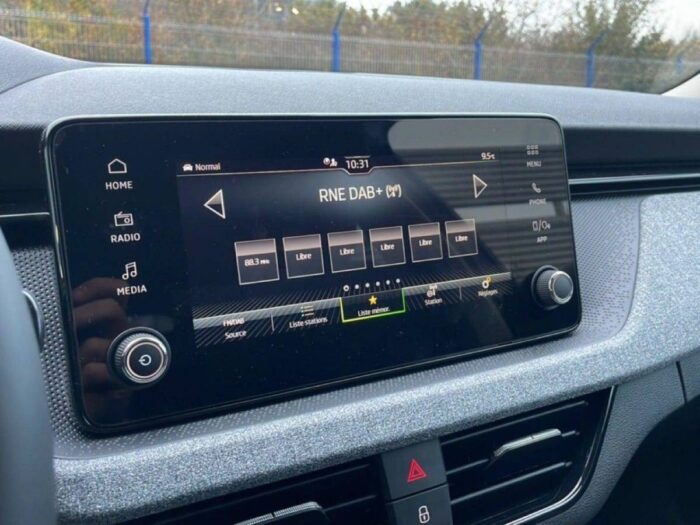 HOME
RADIO
MEDIA
Normal
10:31
9.5°C
RNE DAB+
88.3 MHz
Libre
Libre
Libre
Libre
Libre
FM/DAB
Source
Liste Stations
Liste mémor.
Station
Réglages
MENU
PHONE
APP